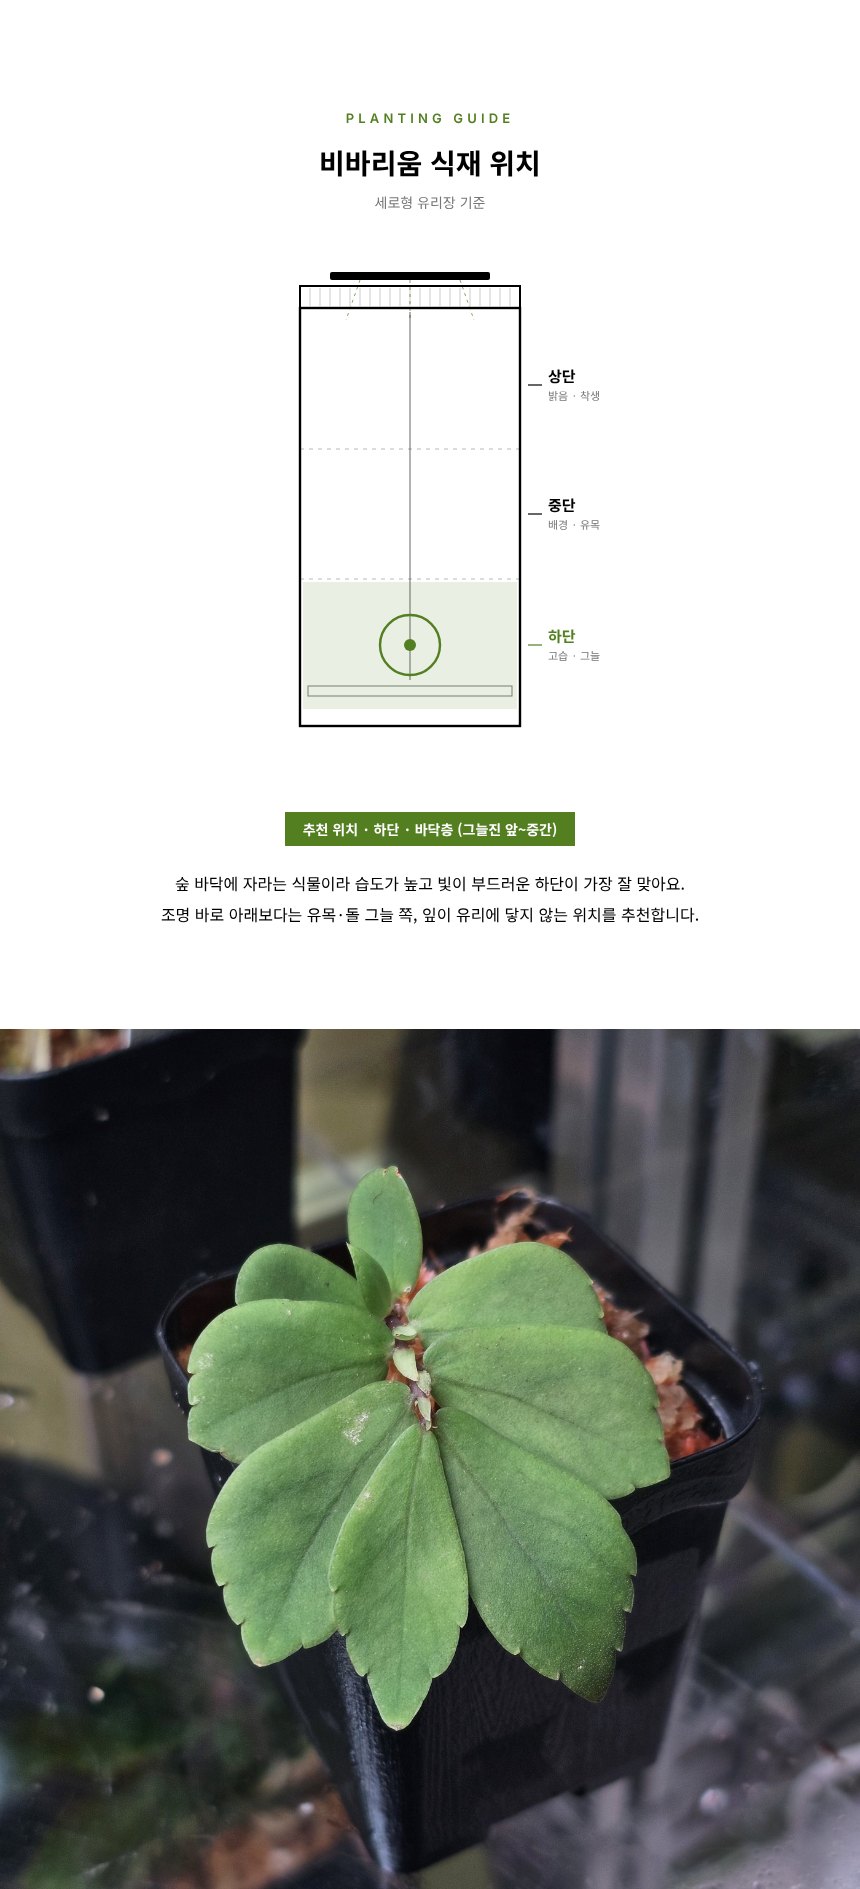 PLANTING GUIDE
비바리움 식재 위치
세로형 유리장 기준
상단
밝음 · 착생
중단
배경 · 유목
하단
고습 · 그늘
추천 위치 · 하단 · 바닥층 (그늘진 앞~중간)
숲 바닥에 자라는 식물이라 습도가 높고 빛이 부드러운 하단이 가장 잘 맞아요.
조명 바로 아래보다는 유목·돌 그늘 쪽, 잎이 유리에 닿지 않는 위치를 추천합니다.